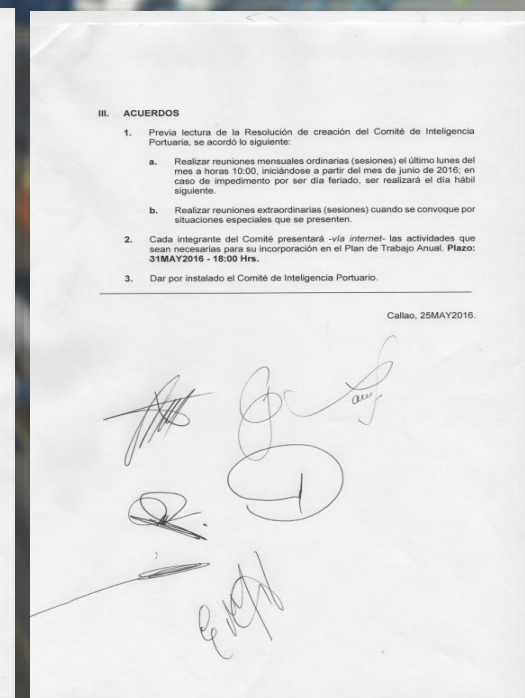 III. ACUERDOS
1. Previa lectura de la Resolución de creación del Comité de Inteligencia
Portuaria, se acordó lo siguiente:
a. Realizar reuniones mensuales ordinarias (sesiones) el último lunes del
mes a horas 10:00, iniciándose a partir del mes de junio de 2016; en
caso de impedimento por ser día feriado, ser realizará el día hábil
siguiente.
b. Realizar reuniones extraordinarias (sesiones) cuando se convoque por
situaciones especiales que se presenten.
2. Cada integrante del Comité presentará -vía internet- las actividades que
sean necesarias para su incorporación en el Plan de Trabajo Anual. Plazo:
31MAY2016 - 18:00 Hrs.
3. Dar por instalado el Comité de Inteligencia Portuario.
Callao, 25MAY2016.